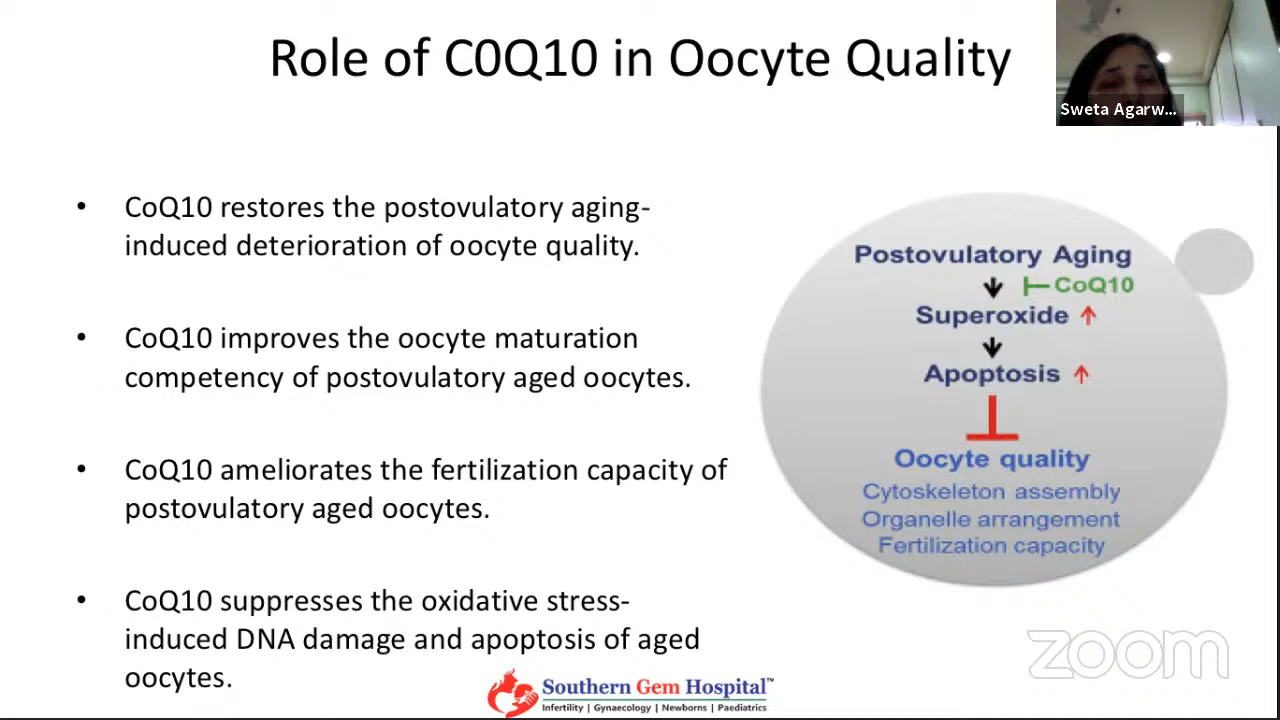 Role of C0Q10 in Oocyte Quality
Sweta Agarw...
• CoQ10 restores the postovulatory aging-
induced deterioration of oocyte quality.
• CoQ10 improves the oocyte maturation
competency of postovulatory aged oocytes.
• CoQ10 ameliorates the fertilization capacity of
postovulatory aged oocytes.
• CoQ10 suppresses the oxidative stress-
induced DNA damage and apoptosis of aged
oocytes.
Postovulatory Aging
CoQ10
Superoxide ↑
Apoptosis ↑
Oocyte quality
Cytoskeleton assembly
Organelle arrangement
Fertilization capacity
zoom
Southern Gem Hospital™
Infertility | Gynaecology | Newborns | Paediatrics